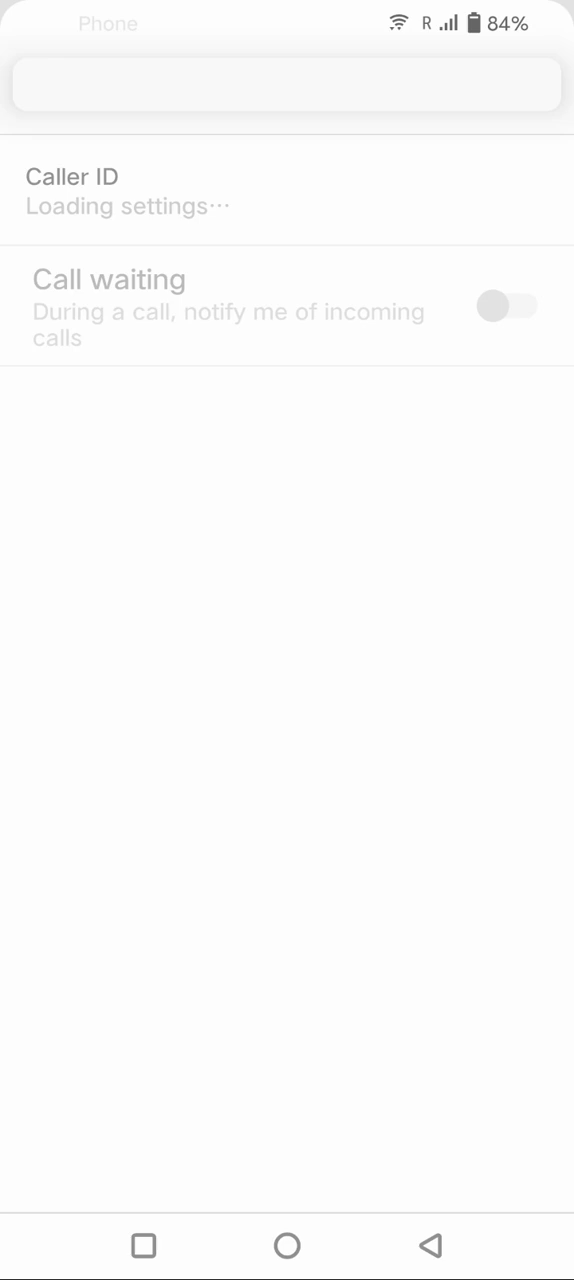 Phone R 84%
Caller ID
Loading settings···
Call waiting
During a call, notify me of incoming
calls